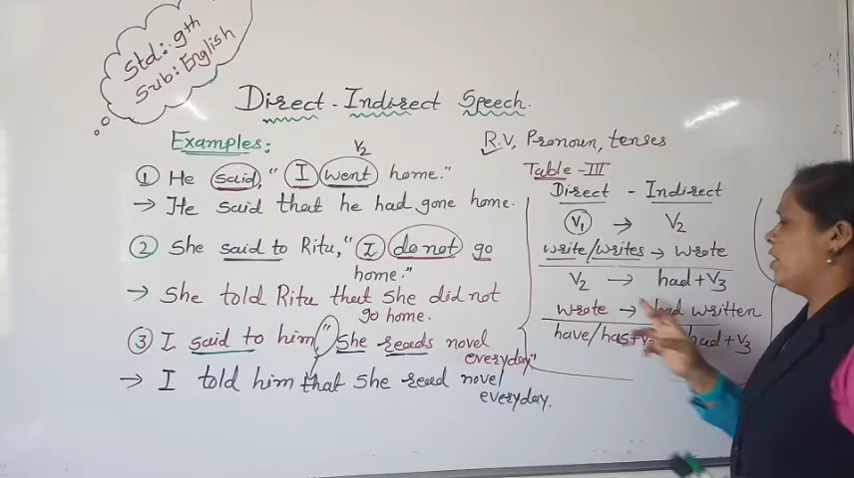 Std: 9th
Sub: English
Direct - Indirect Speech.
Examples:
V2
① He said, "I went home."
→ He said that he had gone home.
② She said to Ritu, "I do not go
home."
→ She told Ritu that she did not
go home.
③ I said to him "She reads novel
everyday"
→ I told him that she read novel
everyday.
R.V, Pronoun, tenses
Table - III
Direct - Indirect
V1 → V2
write/writes → wrote
V2 → had+V3
wrote → had written
have/has+ had+V3